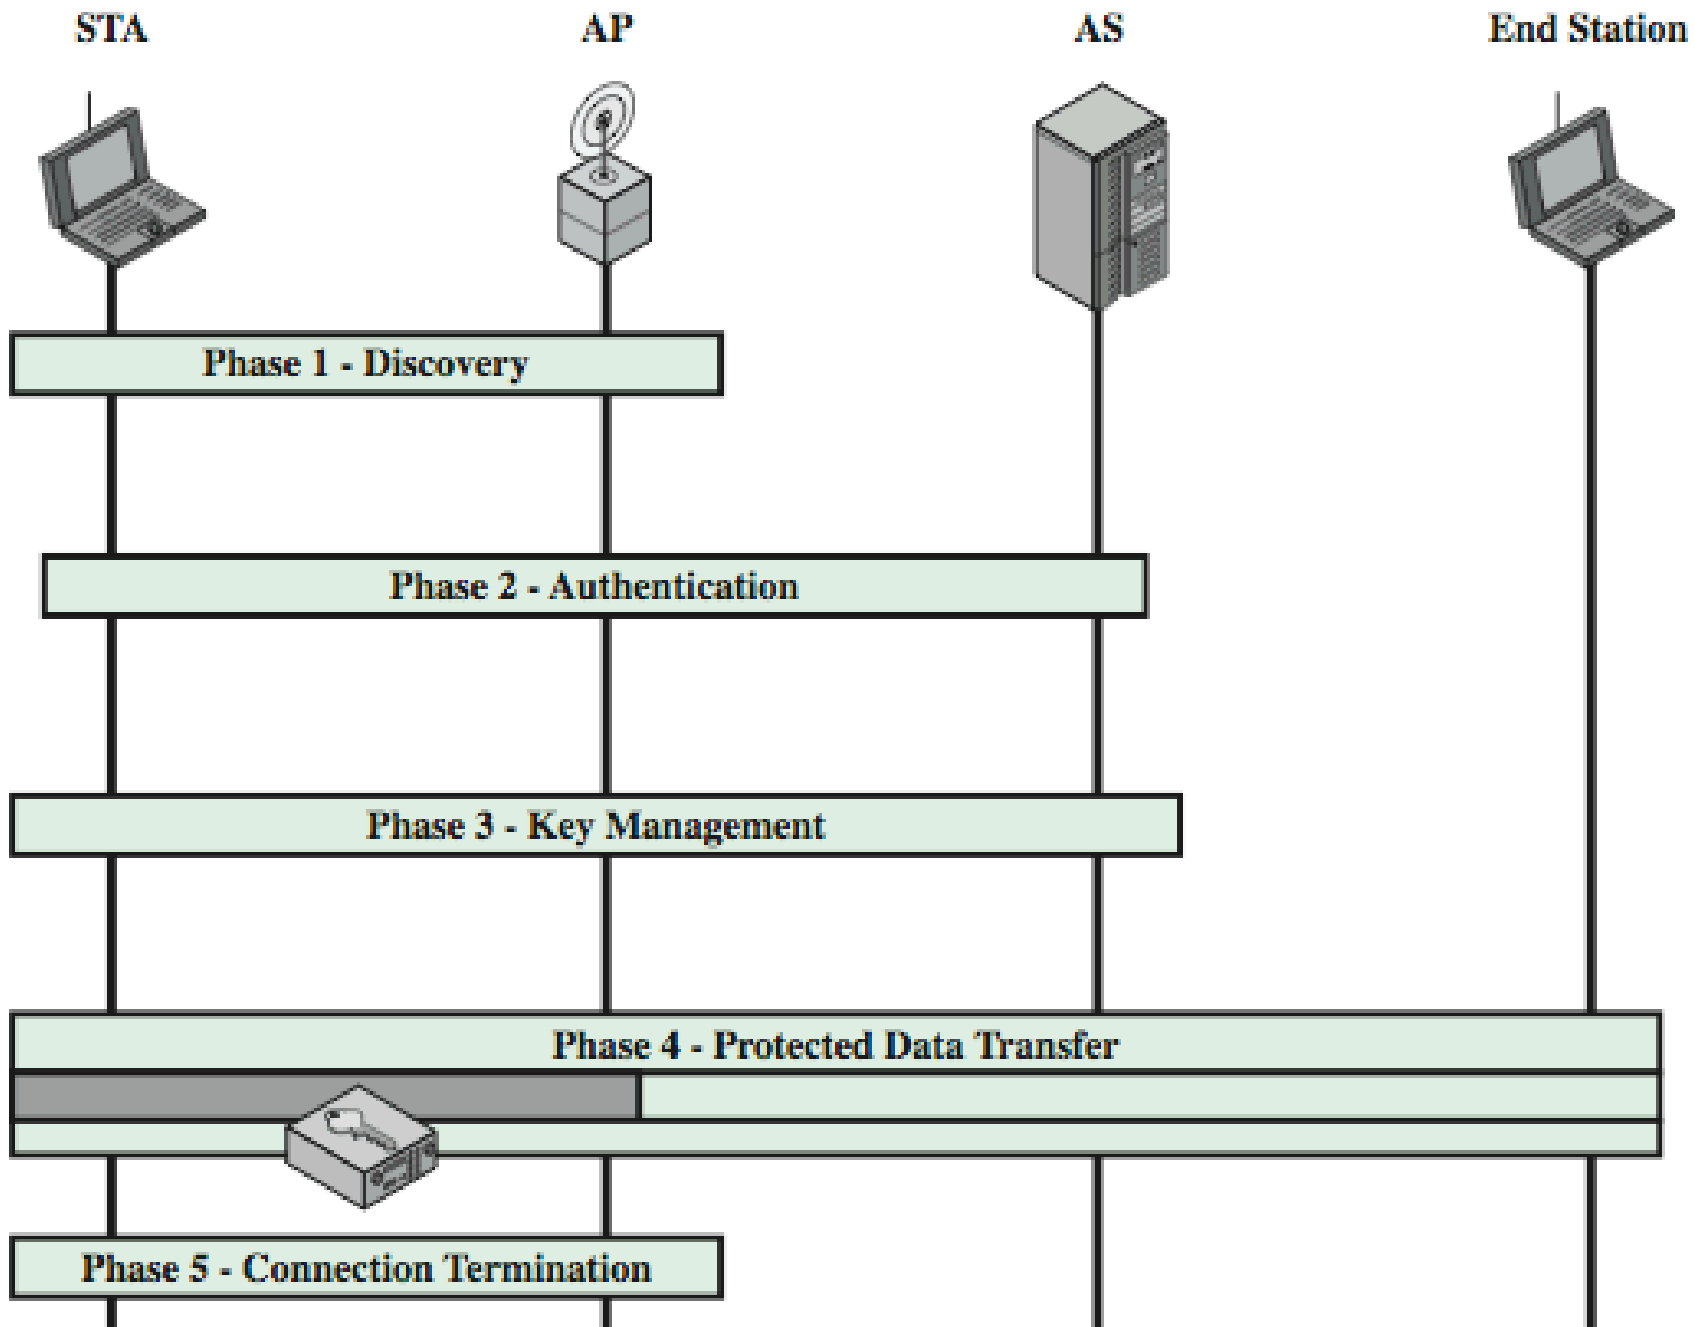 STA AP AS End Station
Phase 1 - Discovery
Phase 2 - Authentication
Phase 3 - Key Management
Phase 4 - Protected Data Transfer
Phase 5 - Connection Termination